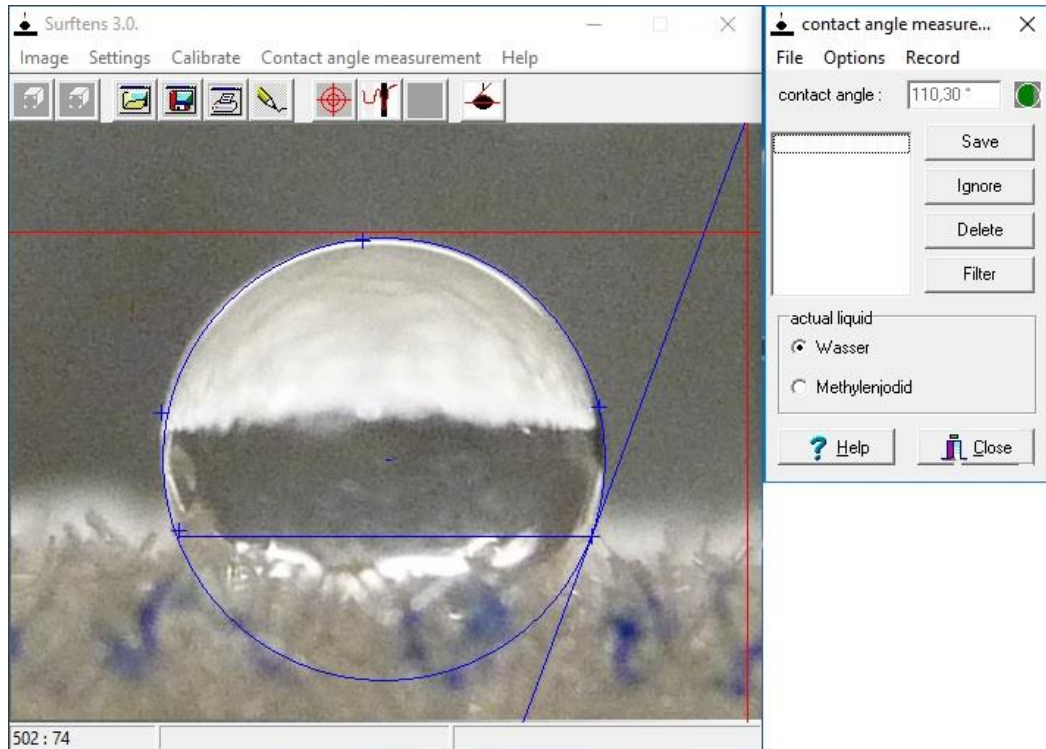 Surftens 3.0.
Image Settings Calibrate Contact angle measurement Help
502 : 74
contact angle measure...
File Options Record
contact angle : 110,30 °
Save
Ignore
Delete
Filter
actual liquid
Wasser
Methylenjodid
Help Close